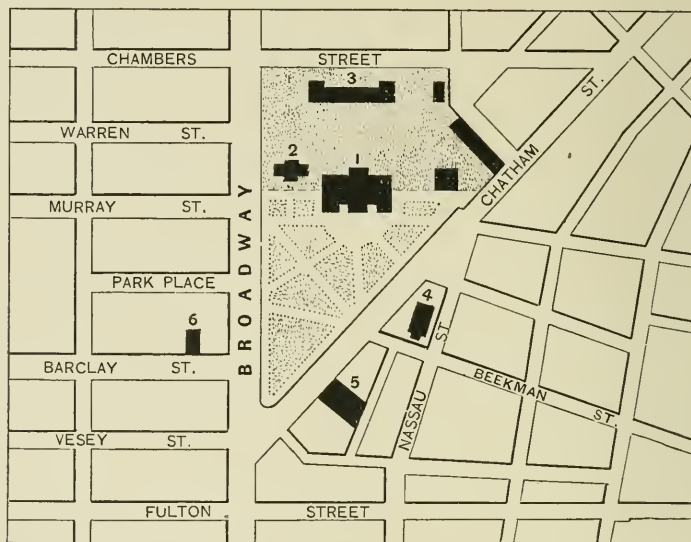 CHAMBERS STREET
3
WARREN ST.
2
1
CHATHAM ST.
MURRAY ST.
BROADWAY
PARK PLACE
4
6
BARCLAY ST.
5
NASSAU ST.
BEEKMAN ST.
VESEY ST.
FULTON STREET